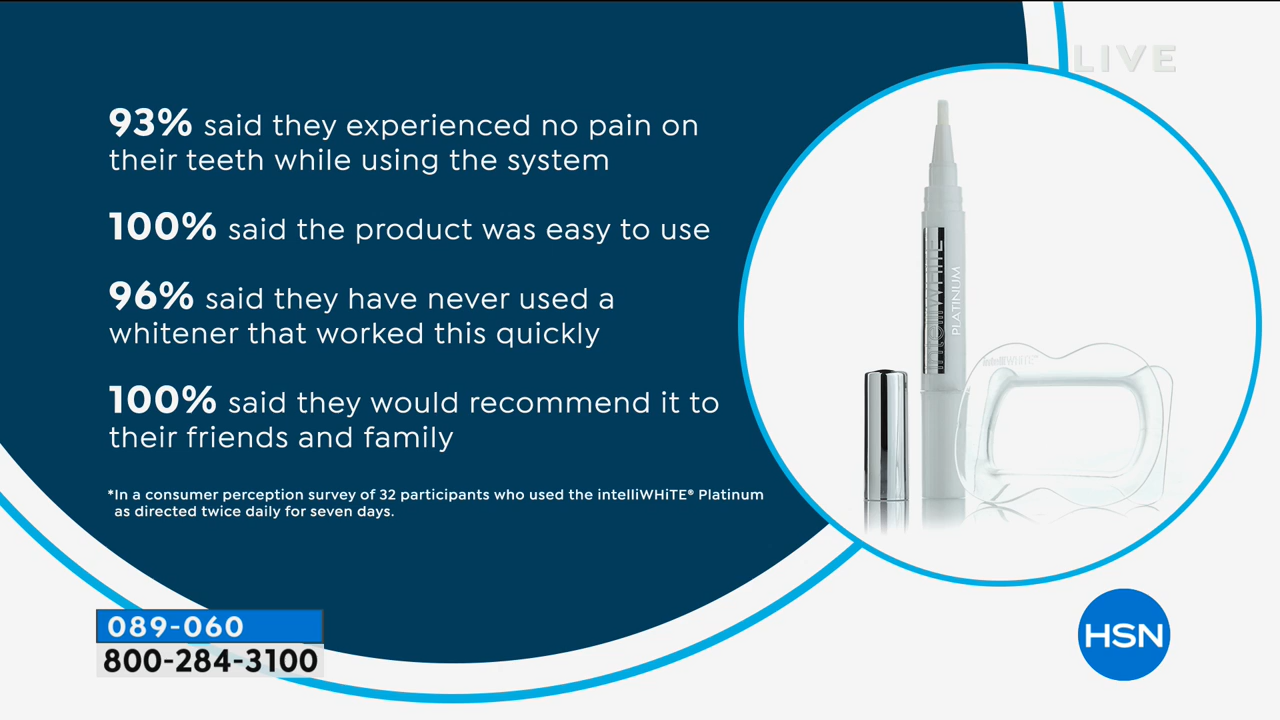 LIVE
93% said they experienced no pain on
their teeth while using the system
100% said the product was easy to use
96% said they have never used a
whitener that worked this quickly
100% said they would recommend it to
their friends and family
*In a consumer perception survey of 32 participants who used the intelliWHiTE® Platinum
as directed twice daily for seven days.
intelliWHiTE
PLATINUM
intelliWHiTE™
089-060
800-284-3100
HSN